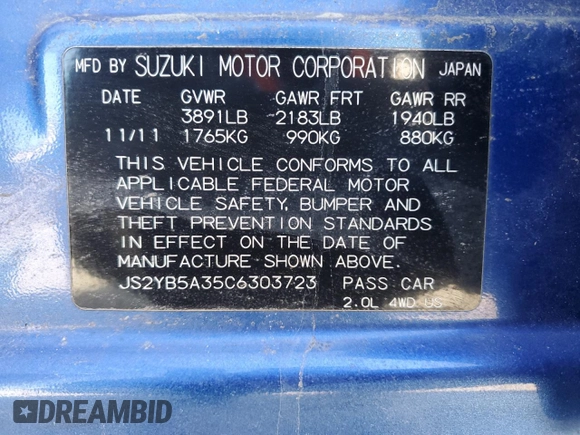 MFD BY SUZUKI MOTOR CORPORATION JAPAN
DATE GVWR GAWR FRT GAWR RR
3891LB 2183LB 1940LB
11/11 1765KG 990KG 880KG
THIS VEHICLE CONFORMS TO ALL
APPLICABLE FEDERAL MOTOR
VEHICLE SAFETY, BUMPER AND
THEFT PREVENTION STANDARDS
IN EFFECT ON THE DATE OF
MANUFACTURE SHOWN ABOVE.
JS2YB5A35C6303723 PASS CAR
2.0L 4WD US
DREAMBID